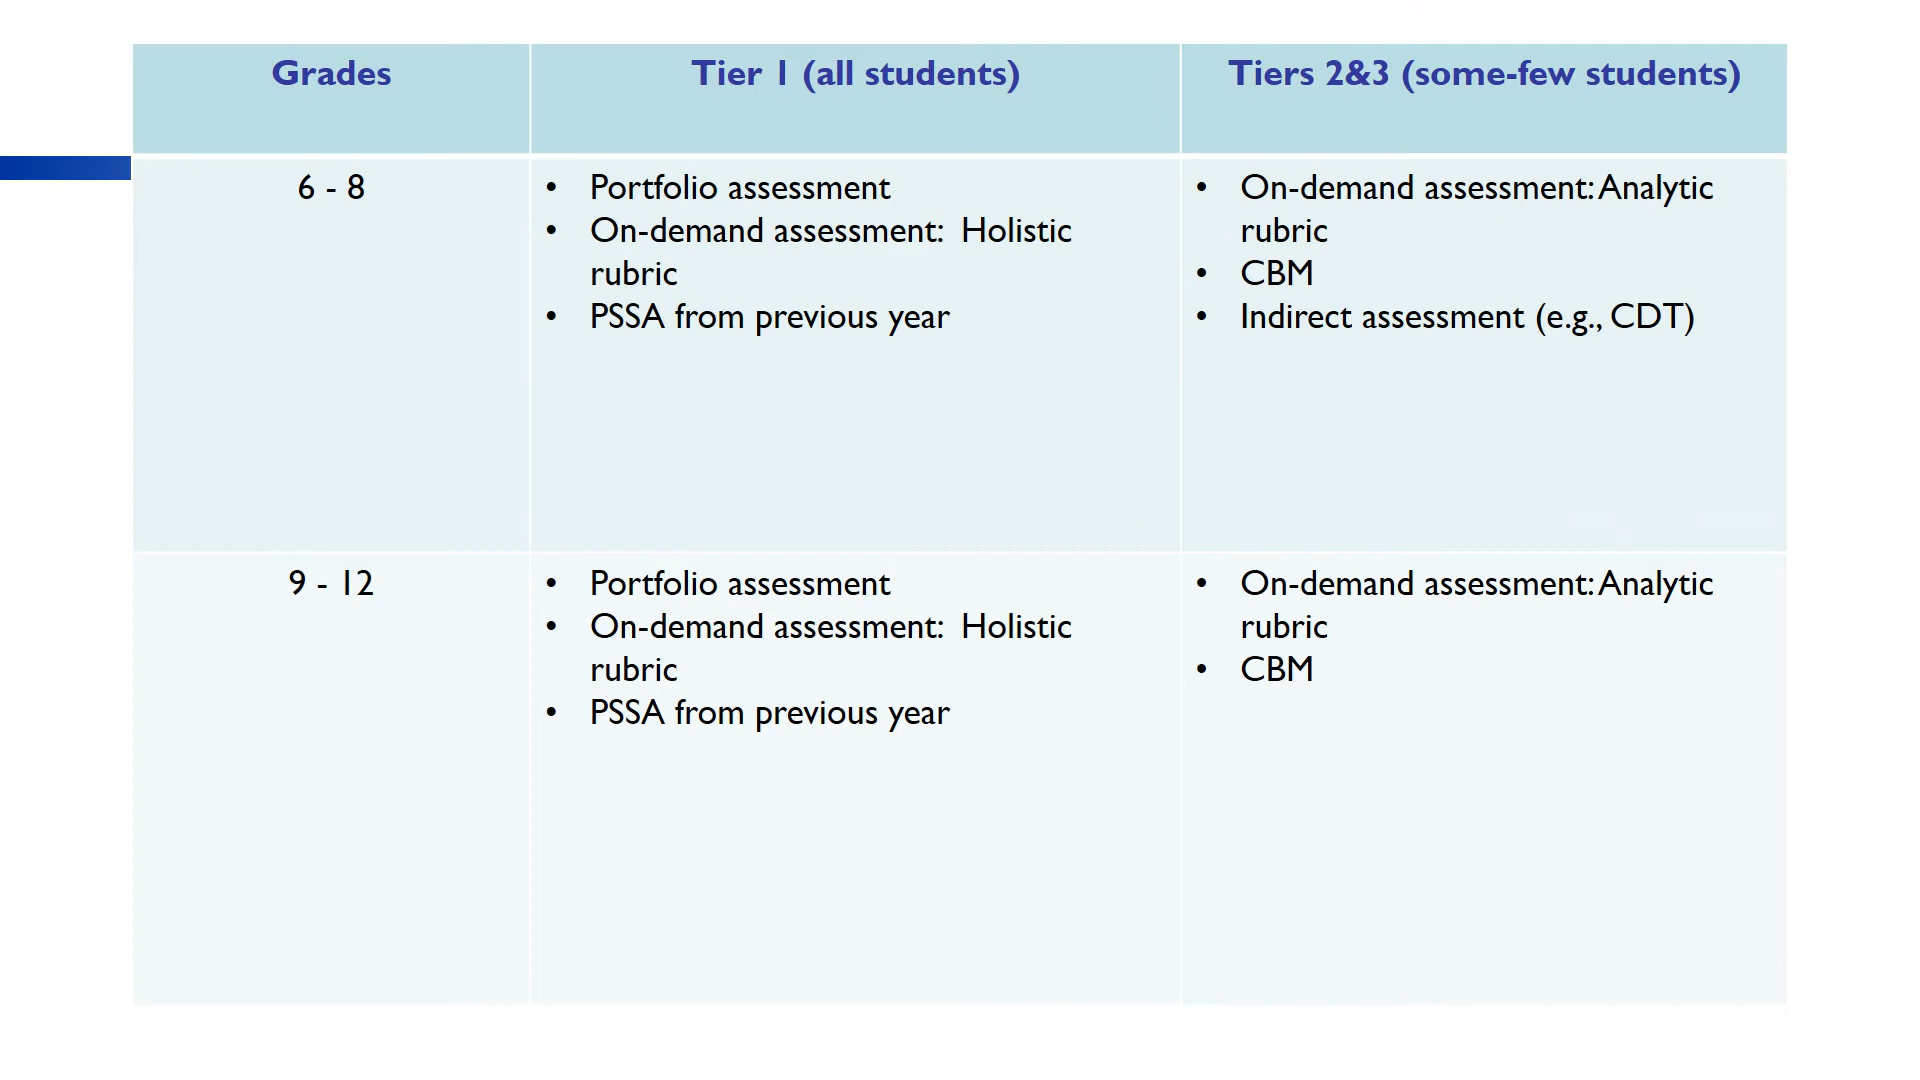 Grades
Tier 1 (all students)
Tiers 2&3 (some-few students)
6 - 8
• Portfolio assessment
• On-demand assessment:  Holistic
rubric
• PSSA from previous year
• On-demand assessment: Analytic
rubric
• CBM
• Indirect assessment (e.g., CDT)
9 - 12
• Portfolio assessment
• On-demand assessment:  Holistic
rubric
• PSSA from previous year
• On-demand assessment: Analytic
rubric
• CBM